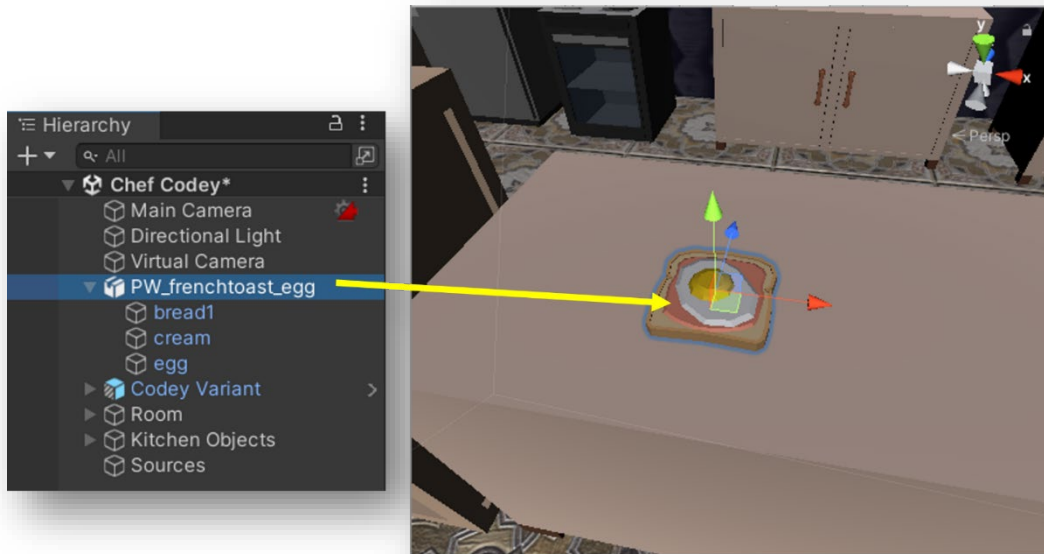 Hierarchy
All
Chef Codey*
Main Camera
Directional Light
Virtual Camera
PW_frenchtoast_egg
bread1
cream
egg
Codey Variant
Room
Kitchen Objects
Sources
y
x
Persp